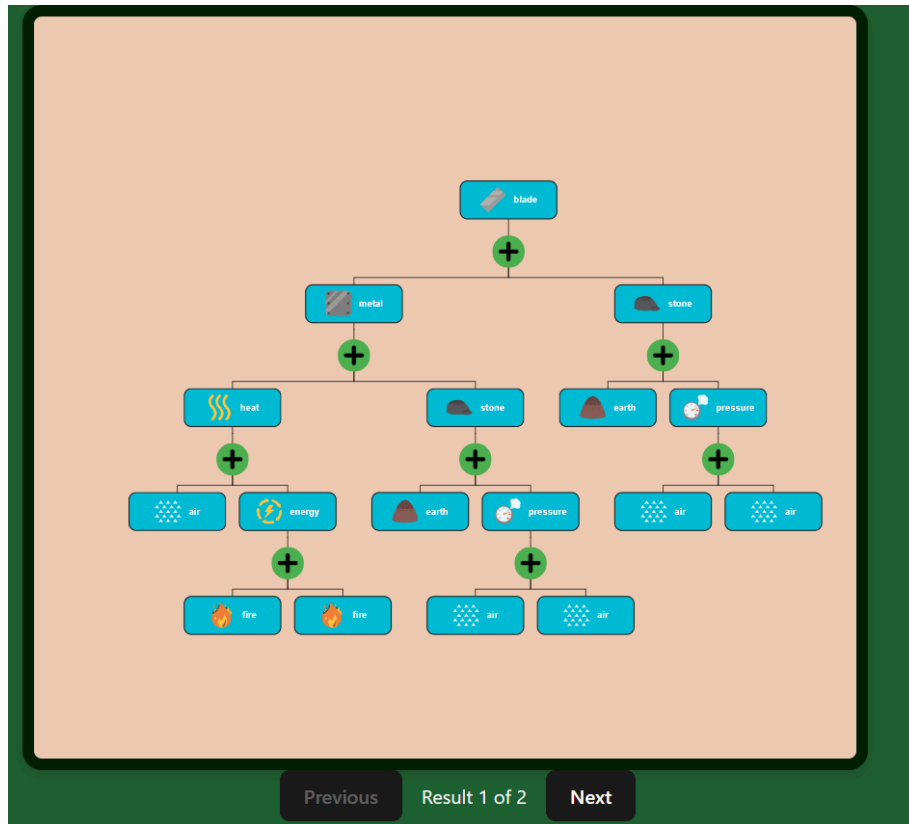 blade
metal
stone
heat
stone
earth
pressure
air
energy
earth
pressure
air
air
fire
fire
air
air
Previous
Result 1 of 2
Next